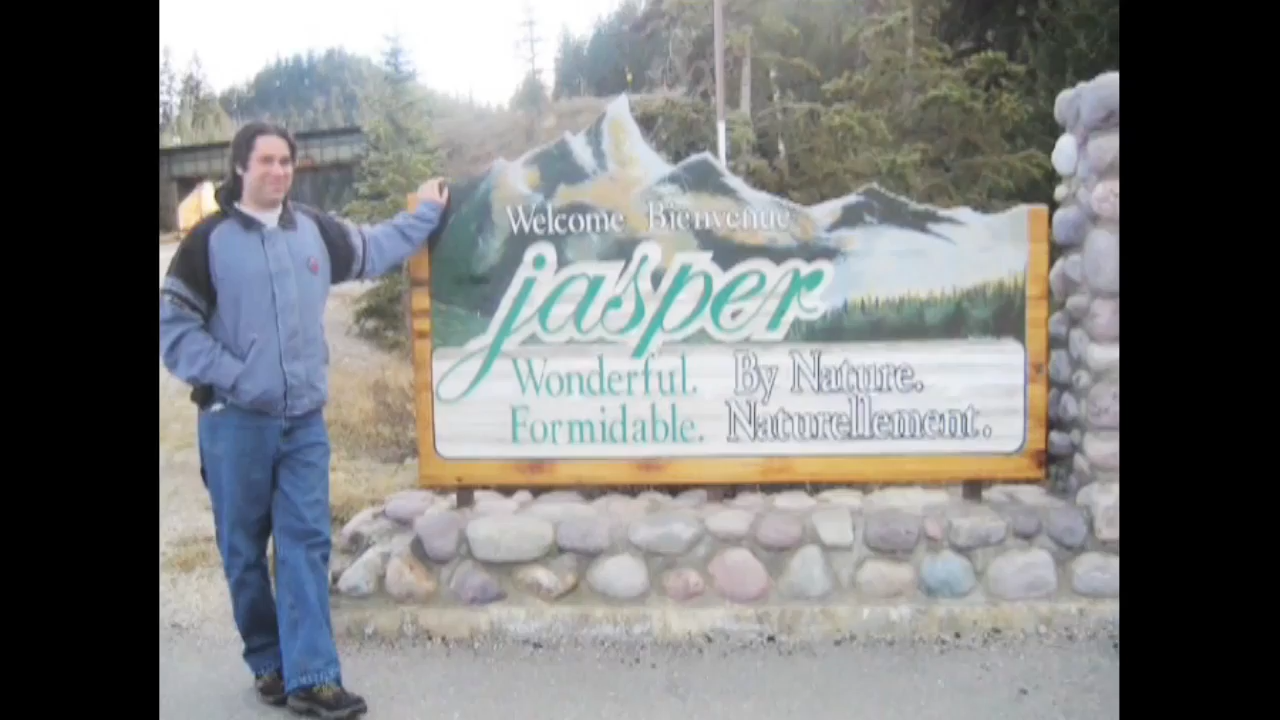 Welcome Bienvenue
jasper
Wonderful. By Nature.
Formidable. Naturellement.